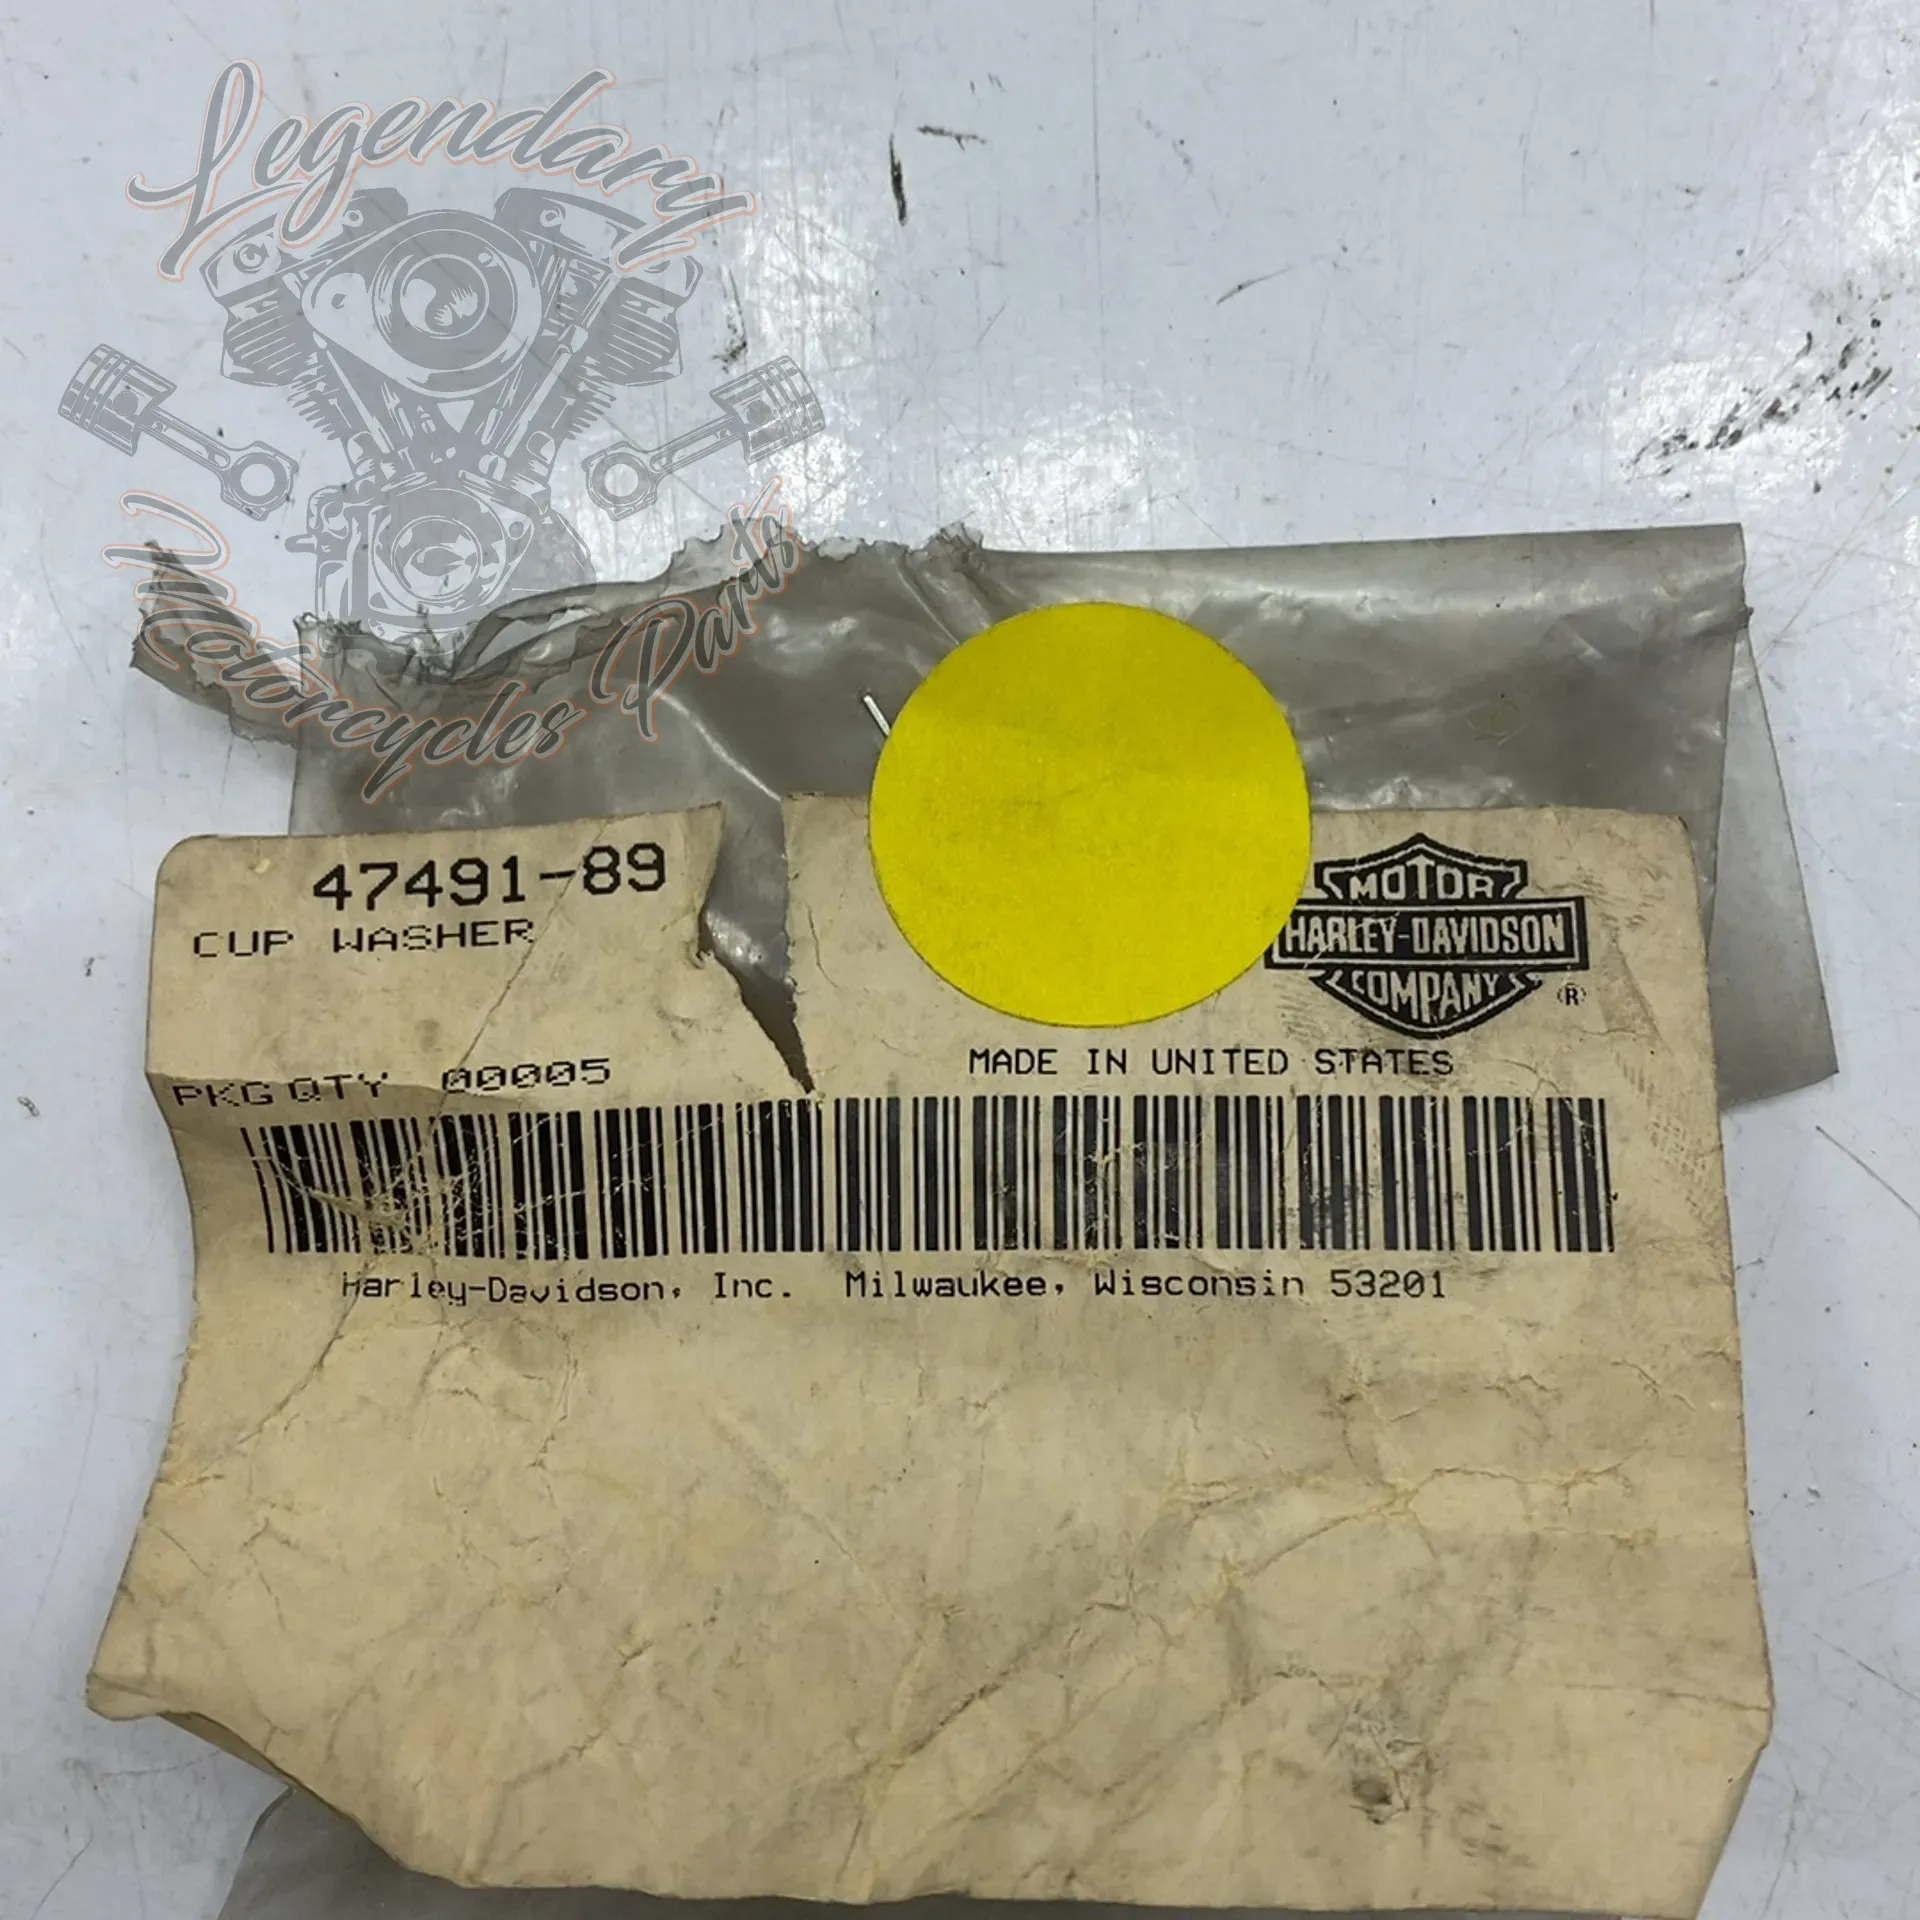 Legendary
Motorcycles Parts
47491-89
CUP WASHER
MOTOR
HARLEY-DAVIDSON
COMPANY
®
PKG QTY 00005
MADE IN UNITED STATES
Harley-Davidson, Inc. Milwaukee, Wisconsin 53201